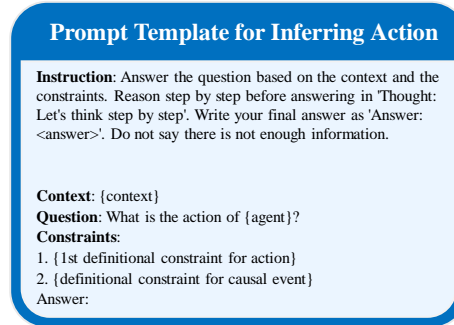 Prompt Template for Inferring Action
Instruction: Answer the question based on the context and the
constraints. Reason step by step before answering in 'Thought:
Let's think step by step'. Write your final answer as 'Answer:
<answer>'. Do not say there is not enough information.
Context: {context}
Question: What is the action of {agent}?
Constraints:
1. {1st definitional constraint for action}
2. {definitional constraint for causal event}
Answer: